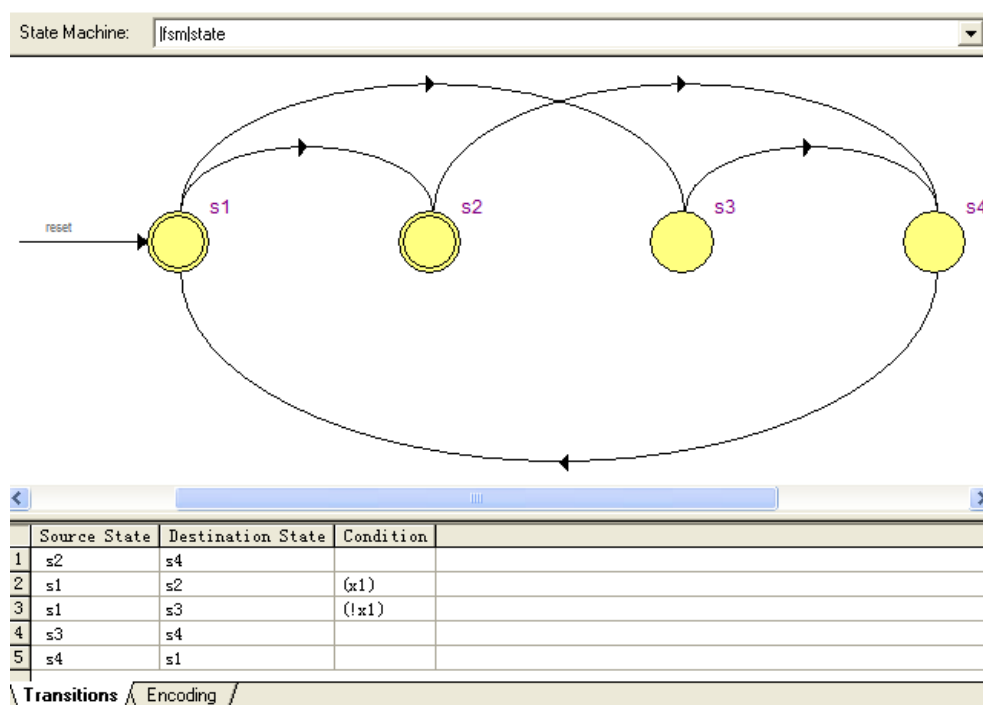 State Machine: |fsm|state
s1 s2 s3 s4
reset
Source State Destination State Condition
1 s2 s4
2 s1 s2 (x1)
3 s1 s3 (!x1)
4 s3 s4
5 s4 s1
Transitions Encoding